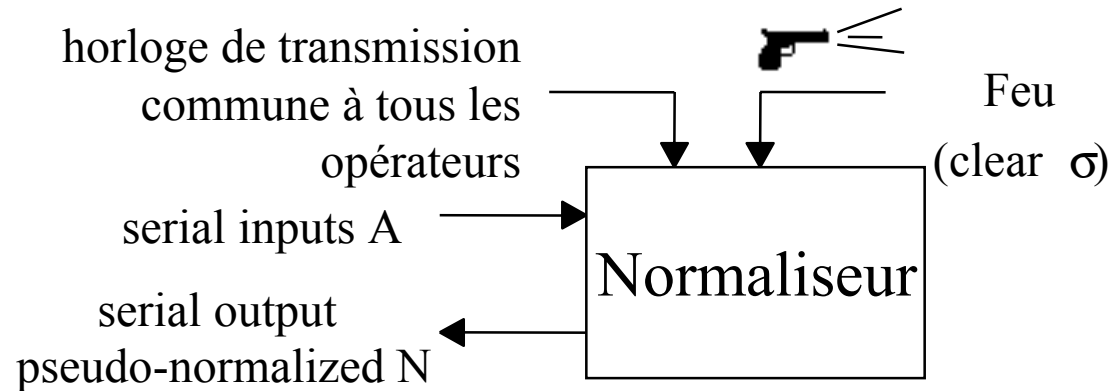 horloge de transmission
commune à tous les
opérateurs
Feu
(clear σ)
serial inputs A
Normaliseur
serial output
pseudo-normalized N